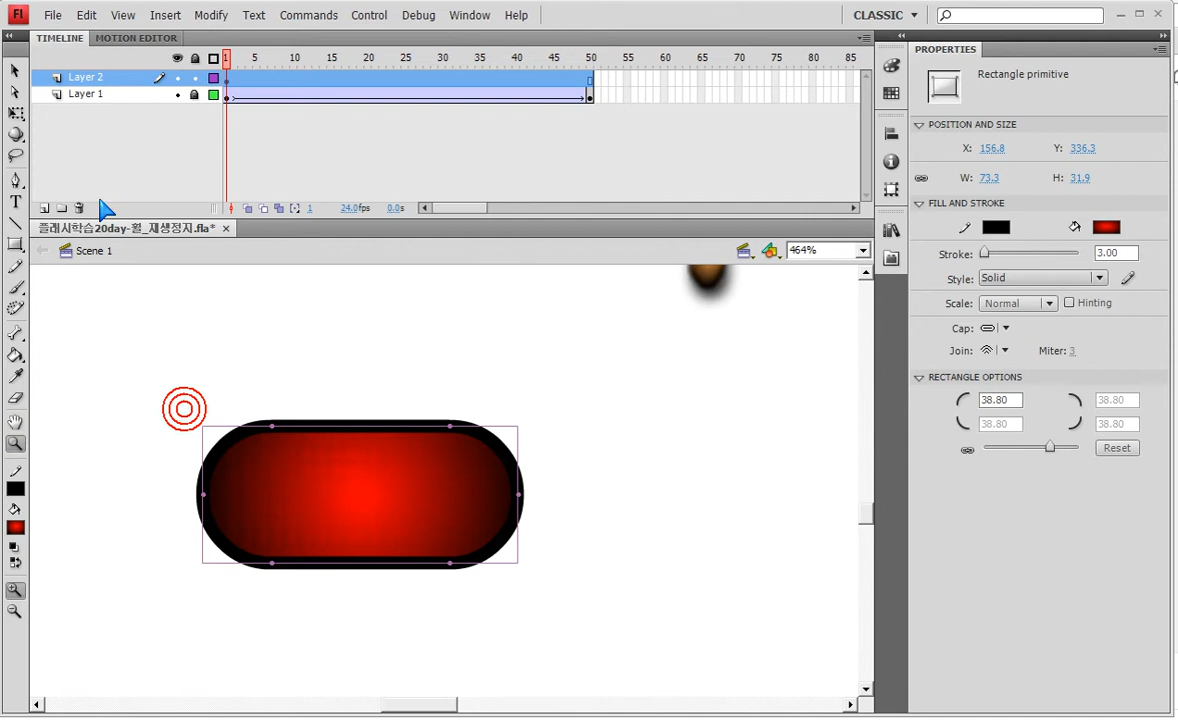 Fl File Edit View Insert Modify Text Commands Control Debug Window Help CLASSIC
TIMELINE MOTION EDITOR
1 5 10 15 20 25 30 35 40 45 50 55 60 65 70 75 80 85
Layer 2
Layer 1
1 24.0fps 0.0s
플래시학습20day-휠_재생정지.fla*
Scene 1
464%
PROPERTIES
Rectangle primitive
POSITION AND SIZE
X: 156.8 Y: 336.3
W: 73.3 H: 31.9
FILL AND STROKE
Stroke: 3.00
Style: Solid
Scale: Normal Hinting
Cap:
Join: Miter: 3
RECTANGLE OPTIONS
38.80 38.80
38.80 38.80
Reset